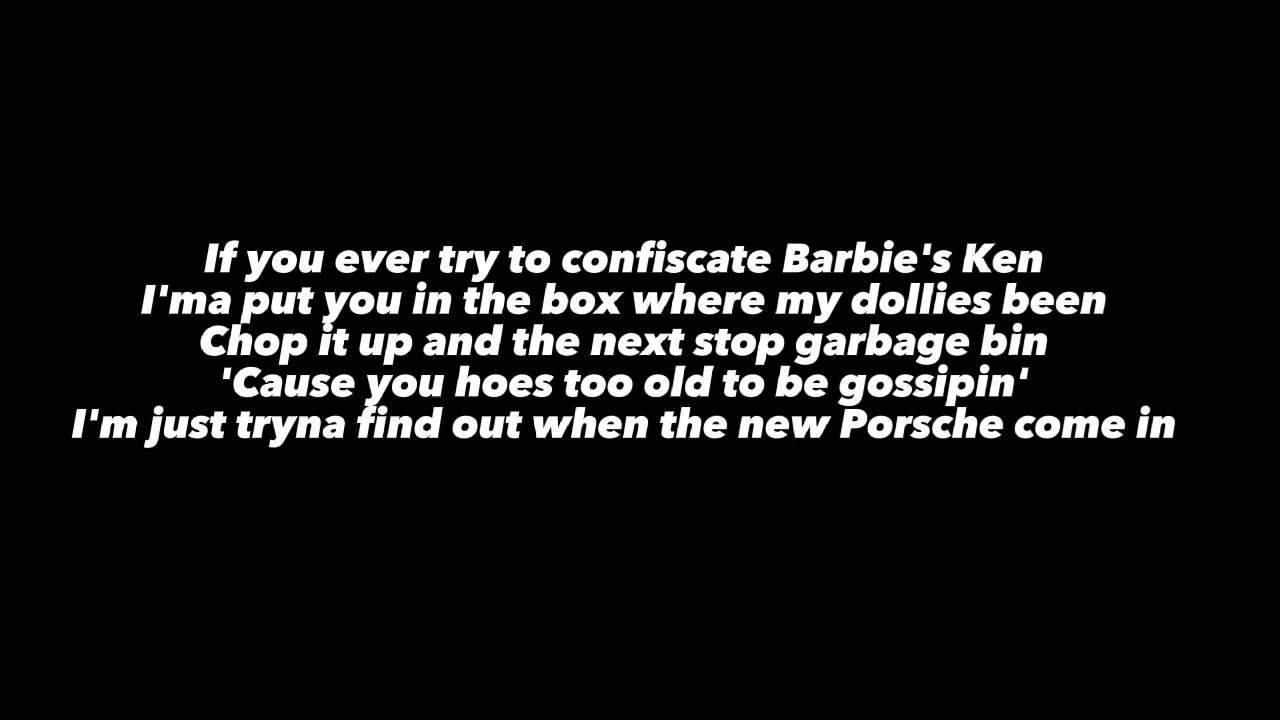 If you ever try to confiscate Barbie's Ken
I'ma put you in the box where my dollies been
Chop it up and the next stop garbage bin
'Cause you hoes too old to be gossipin'
I'm just tryna find out when the new Porsche come in